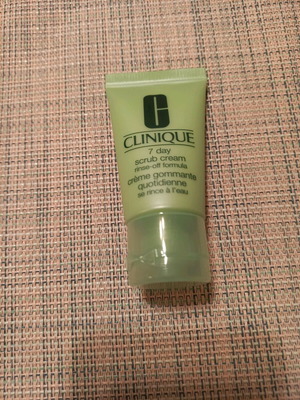 C
CLINIQUE
7 day
scrub cream
rinse-off formula
crème gommante
quotidienne
se rince à l'eau